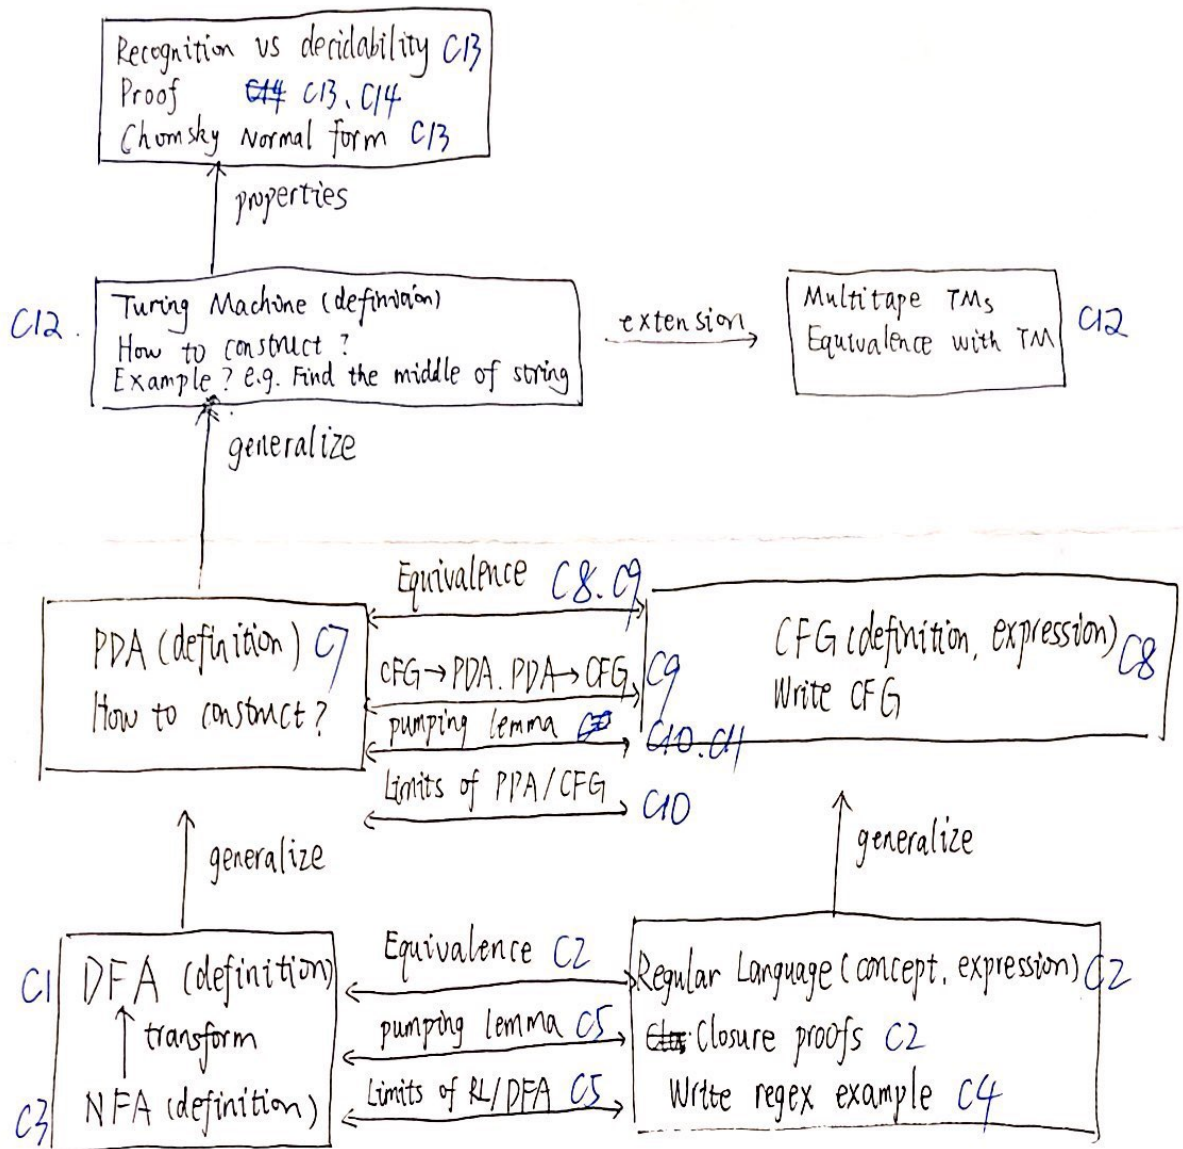 Recognition vs decidability C13
Proof C14 C13、C14
Chomsky Normal form C13
properties
C12.
Turing Machine (definition)
How to construct?
Example? e.g. Find the middle of string
extension
Multitape TMs
Equivalence with TM
C12
generalize
Equivalence C8.C9
PDA (definition) C7
How to construct?
CFG→PDA. PDA→CFG C9
pumping lemma C10.C11
Limits of PDA/CFG C10
CFG (definition, expression) C8
Write CFG
generalize
generalize
C1 DFA (definition)
transform
C3 NFA (definition)
Equivalence C2
pumping lemma C5
Limits of RL/DFA C5
Regular Language (concept, expression) C2
Closure proofs C2
Write regex example C4